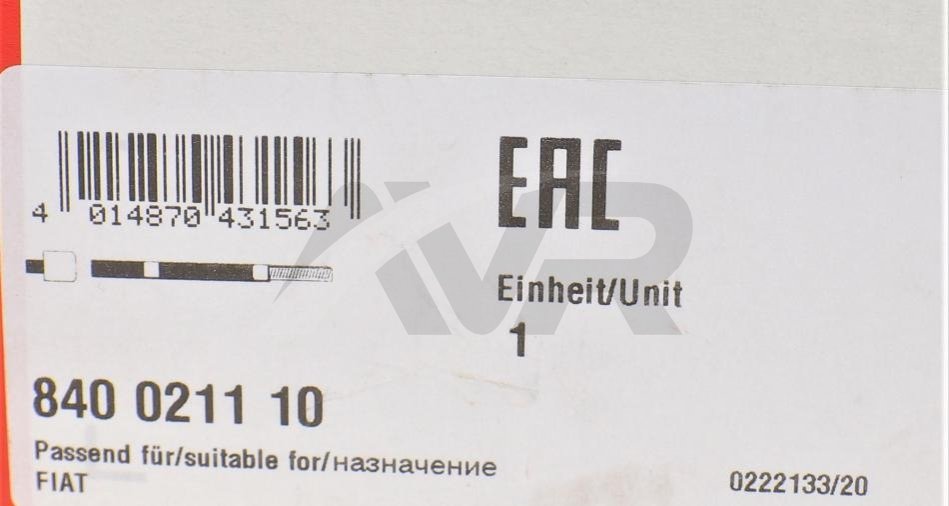 EAC
4 014870 431563
Einheit/Unit
1
840 0211 10
Passend für/suitable for/назначение
FIAT
0222133/20